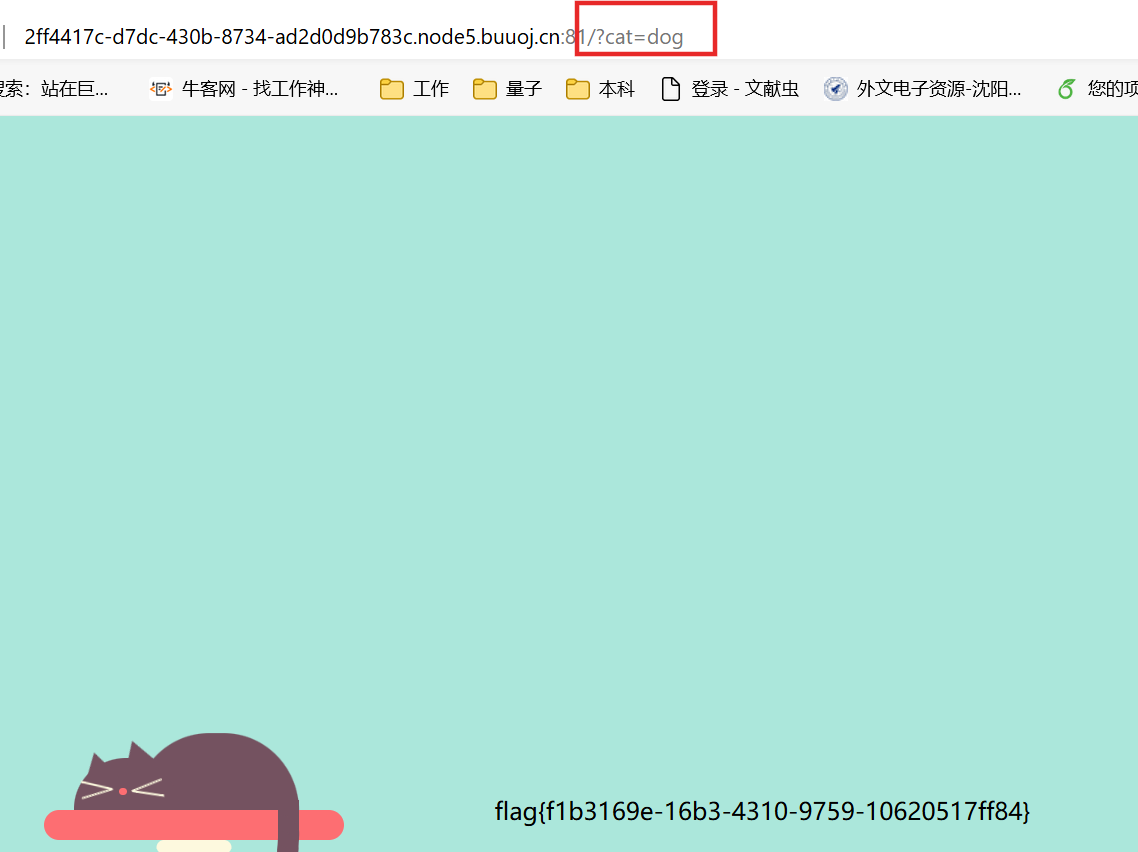 2ff4417c-d7dc-430b-8734-ad2d0d9b783c.node5.buuoj.cn:81/?cat=dog
搜索：站在巨... 牛客网 - 找工作神... 工作 量子 本科 登录 - 文献虫 外文电子资源-沈阳... 您的项
flag{f1b3169e-16b3-4310-9759-10620517ff84}